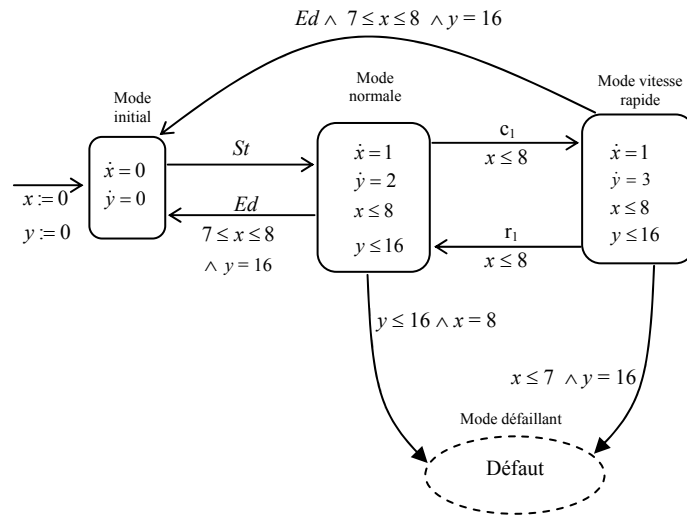 Ed ∧ 7 ≤ x ≤ 8 ∧ y = 16
Mode
initial
Mode
normale
Mode vitesse
rapide
x := 0
y := 0
ẋ = 0
ẏ = 0
St
Ed
7 ≤ x ≤ 8
∧ y = 16
ẋ = 1
ẏ = 2
x ≤ 8
y ≤ 16
c₁
x ≤ 8
r₁
x ≤ 8
ẋ = 1
ẏ = 3
x ≤ 8
y ≤ 16
y ≤ 16 ∧ x = 8
x ≤ 7 ∧ y = 16
Mode défaillant
Défaut